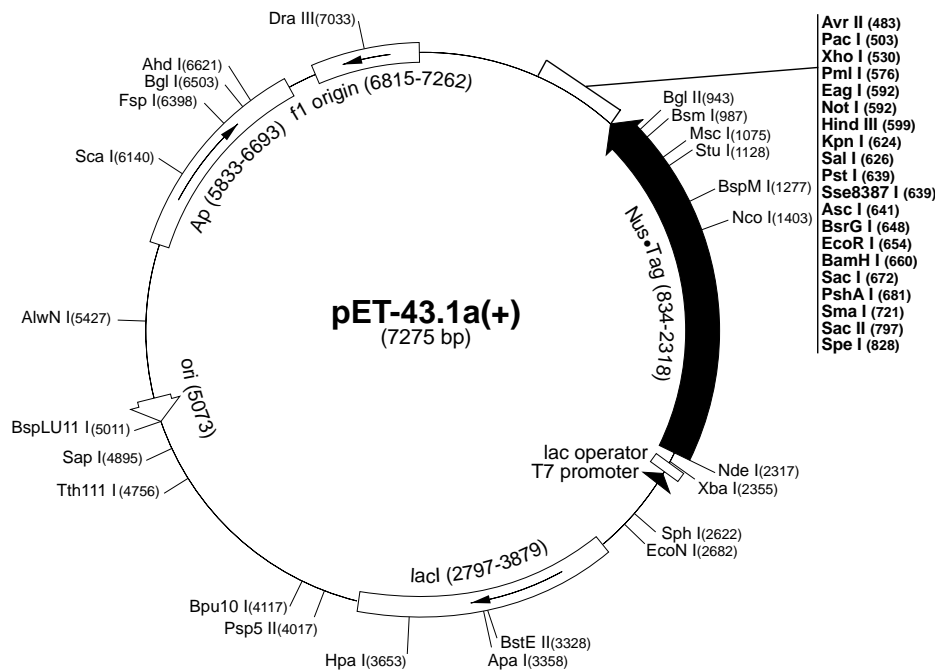 Dra III(7033)
Ahd I(6621)
Bgl I(6503)
Fsp I(6398)
Sca I(6140)
AlwN I(5427)
BspLU11 I(5011)
Sap I(4895)
Tth111 I(4756)
Bpu10 I(4117)
Psp5 II(4017)
Hpa I(3653)
Apa I(3358)
BstE II(3328)
EcoN I(2682)
Sph I(2622)
Xba I(2355)
Nde I(2317)
Nco I(1403)
BspM I(1277)
Stu I(1128)
Msc I(1075)
Bsm I(987)
Bgl II(943)
Avr II (483)
Pac I (503)
Xho I (530)
Pml I (576)
Eag I (592)
Not I (592)
Hind III (599)
Kpn I (624)
Sal I (626)
Pst I (639)
Sse8387 I (639)
Asc I (641)
BsrG I (648)
EcoR I (654)
BamH I (660)
Sac I (672)
PshA I (681)
Sma I (721)
Sac II (797)
Spe I (828)
f1 origin (6815-7262)
Ap (5833-6693)
ori (5073)
lacI (2797-3879)
Nus•Tag (834-2318)
lac operator
T7 promoter
pET-43.1a(+)
(7275 bp)